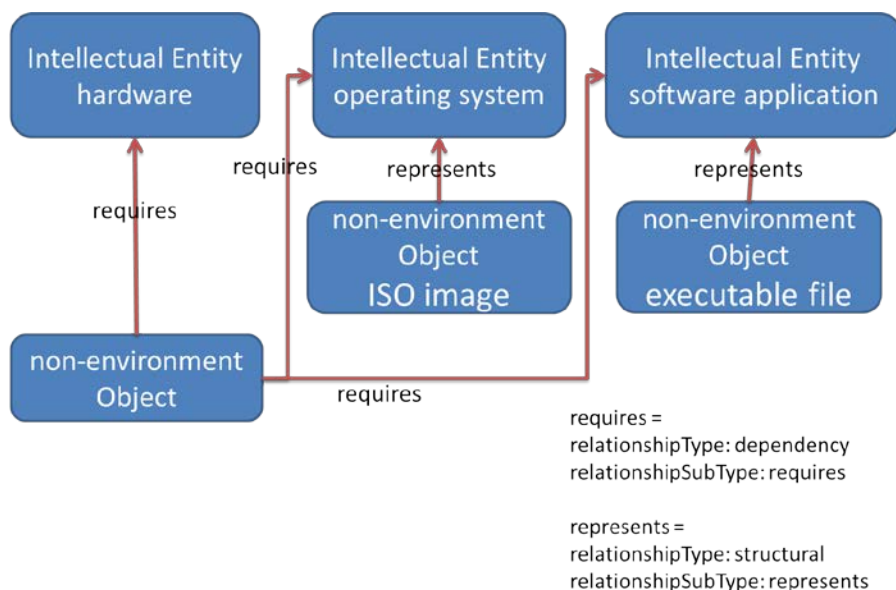 Intellectual Entity
hardware
Intellectual Entity
operating system
Intellectual Entity
software application
requires
represents
represents
requires
non-environment
Object
ISO image
non-environment
Object
executable file
non-environment
Object
requires
requires =
relationshipType: dependency
relationshipSubType: requires
represents =
relationshipType: structural
relationshipSubType: represents